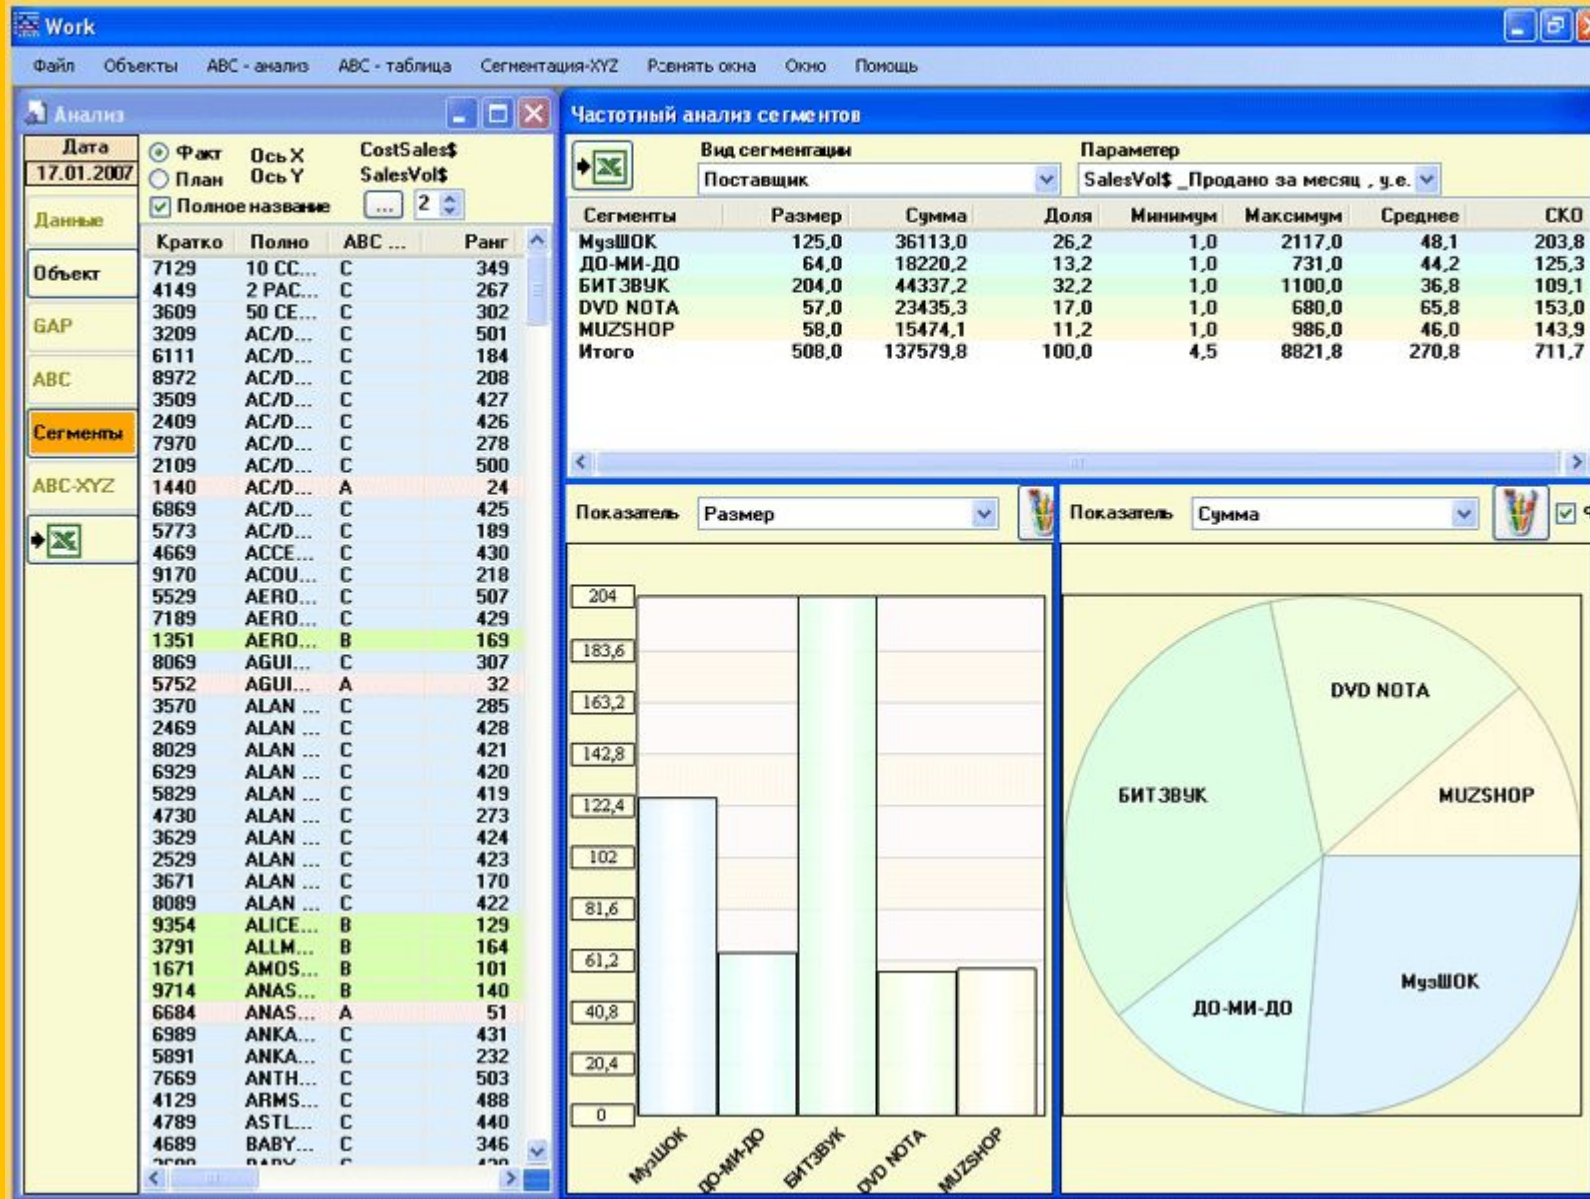 Work
Файл Объекты ABC - анализ ABC - таблица Сегментация-XYZ Ровнять окна Окно Помощь
Анализ
Дата
17.01.2007
Данные
Объект
GAP
ABC
Сегменты
ABC-XYZ
Факт Ось X CostSales$
План Ось Y SalesVol$
Полное название ... 2
Кратко Полно ABC ... Ранг
7129 10 CC... C 349
4149 2 PAC... C 267
3609 50 CE... C 302
3209 AC/D... C 501
6111 AC/D... C 184
8972 AC/D... C 208
3509 AC/D... C 427
2409 AC/D... C 426
7970 AC/D... C 278
2109 AC/D... C 500
1440 AC/D... A 24
6869 AC/D... C 425
5773 AC/D... C 189
4669 ACCE... C 430
9170 ACOU... C 218
5529 AERO... C 507
7189 AERO... C 429
1351 AERO... B 169
8069 AGUI... C 307
5752 AGUI... A 32
3570 ALAN ... C 285
2469 ALAN ... C 428
8029 ALAN ... C 421
6929 ALAN ... C 420
5829 ALAN ... C 419
4730 ALAN ... C 273
3629 ALAN ... C 424
2529 ALAN ... C 423
3671 ALAN ... C 170
8089 ALAN ... C 422
9354 ALICE... B 129
3791 ALLM... B 164
1671 AMOS... B 101
9714 ANAS... B 140
6684 ANAS... A 51
6989 ANKA... C 431
5891 ANKA... C 232
7669 ANTH... C 503
4129 ARMS... C 488
4789 ASTL... C 440
4689 BABY... C 346
Частотный анализ сегментов
Вид сегментации Параметр
Поставщик SalesVol$ _Продано за месяц , у.е.
Сегменты Размер Сумма Доля Минимум Максимум Среднее СКО
МузШОК 125,0 36113,0 26,2 1,0 2117,0 48,1 203,8
ДО-МИ-ДО 64,0 18220,2 13,2 1,0 731,0 44,2 125,3
БИТЗВУК 204,0 44337,2 32,2 1,0 1100,0 36,8 109,1
DVD NOTA 57,0 23435,3 17,0 1,0 680,0 65,8 153,0
MUZSHOP 58,0 15474,1 11,2 1,0 986,0 46,0 143,9
Итого 508,0 137579,8 100,0 4,5 8821,8 270,8 711,7
Показатель Размер
204
183,6
163,2
142,8
122,4
102
81,6
61,2
40,8
20,4
0
МузШОК ДО-МИ-ДО БИТЗВУК DVD NOTA MUZSHOP
Показатель Сумма
DVD NOTA
БИТЗВУК
MUZSHOP
МузШОК
ДО-МИ-ДО